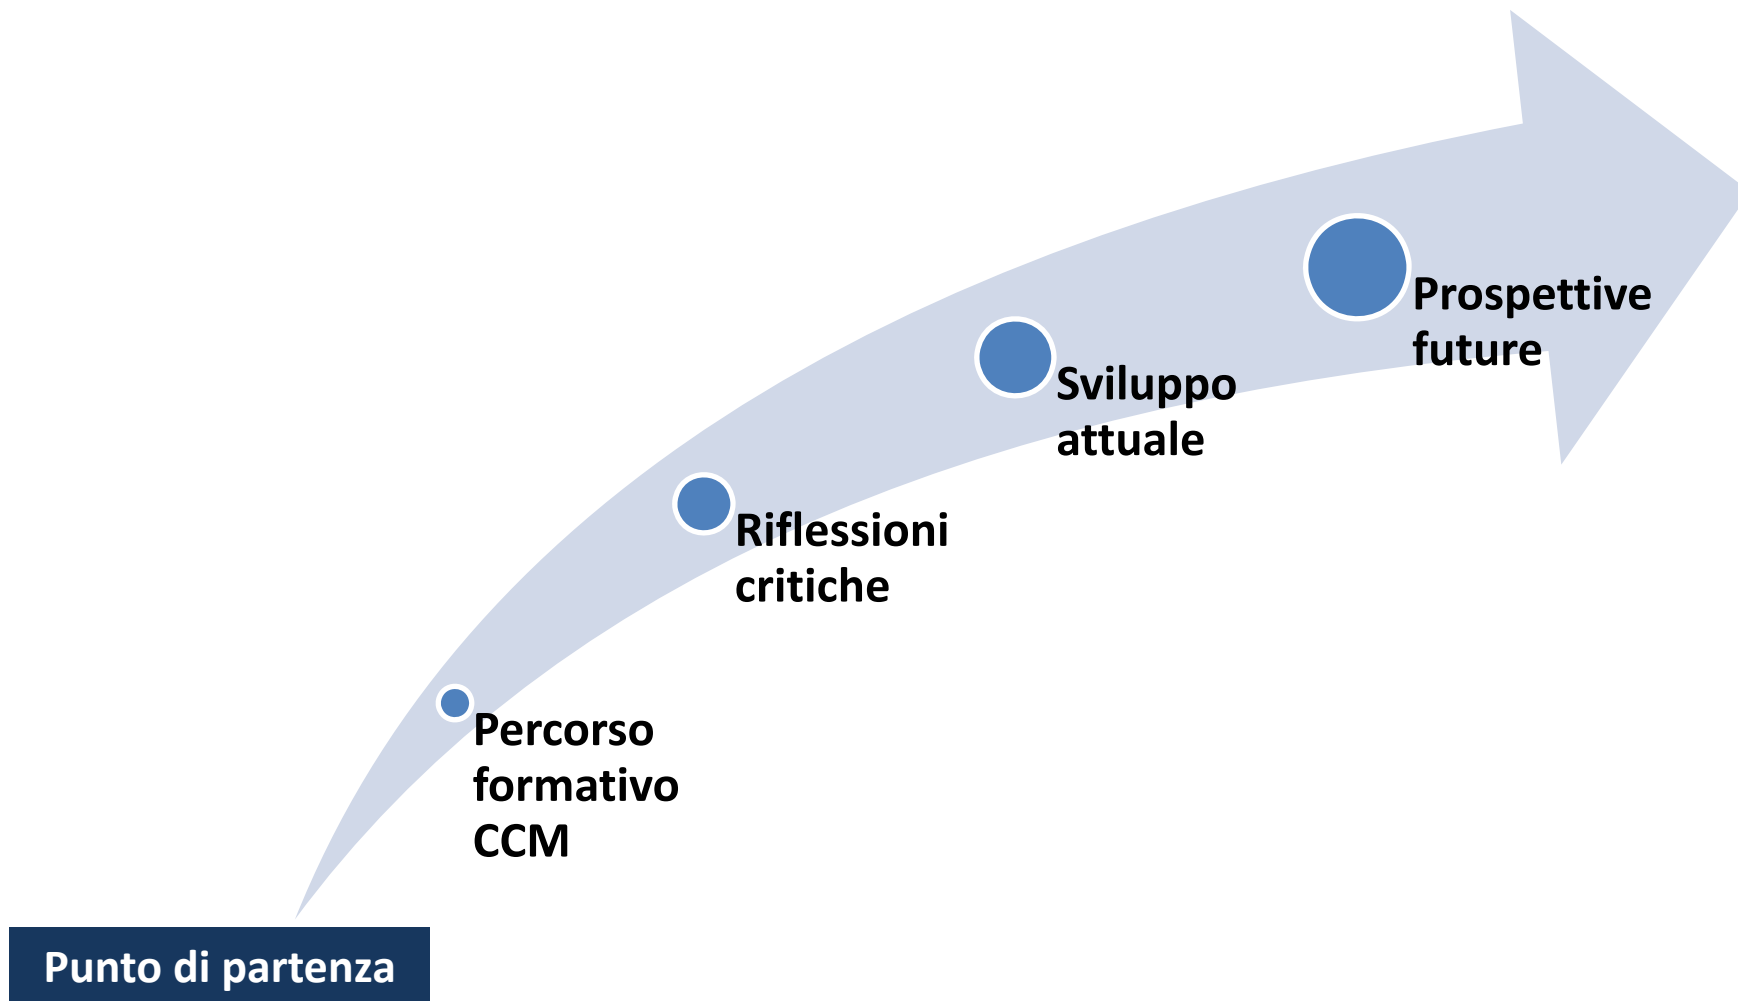 Prospettive
future
Sviluppo
attuale
Riflessioni
critiche
Percorso
formativo
CCM
Punto di partenza